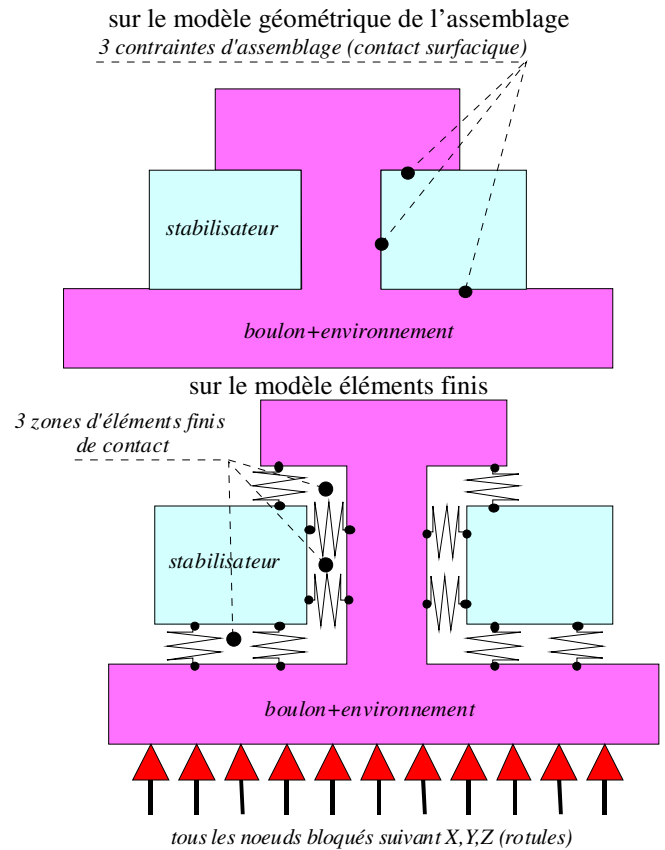 sur le modèle géométrique de l’assemblage
3 contraintes d'assemblage (contact surfacique)
stabilisateur
boulon+environnement
sur le modèle éléments finis
3 zones d'éléments finis
de contact
stabilisateur
boulon+environnement
tous les noeuds bloqués suivant X,Y,Z (rotules)